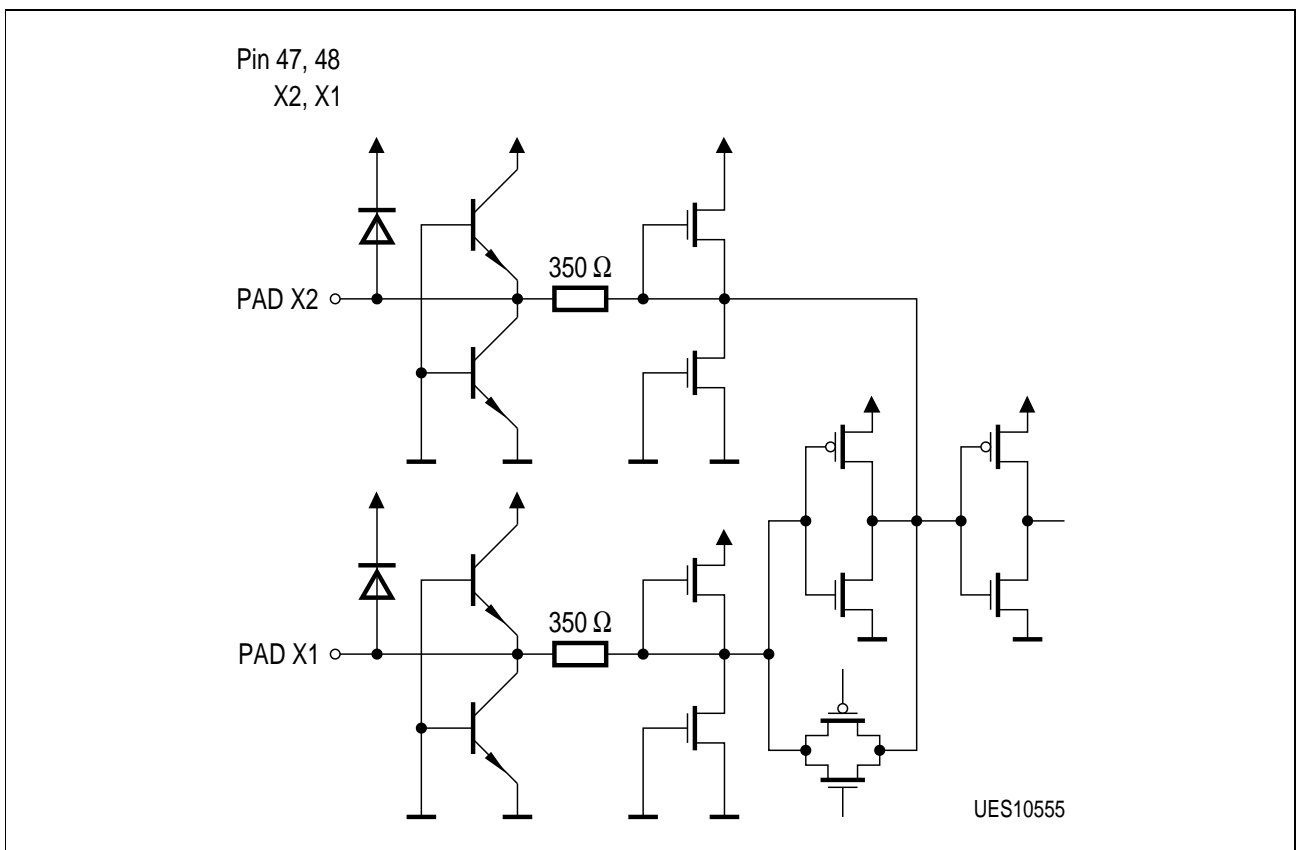 Pin 47, 48
X2, X1
350 Ω
PAD X2
350 Ω
PAD X1
UES10555